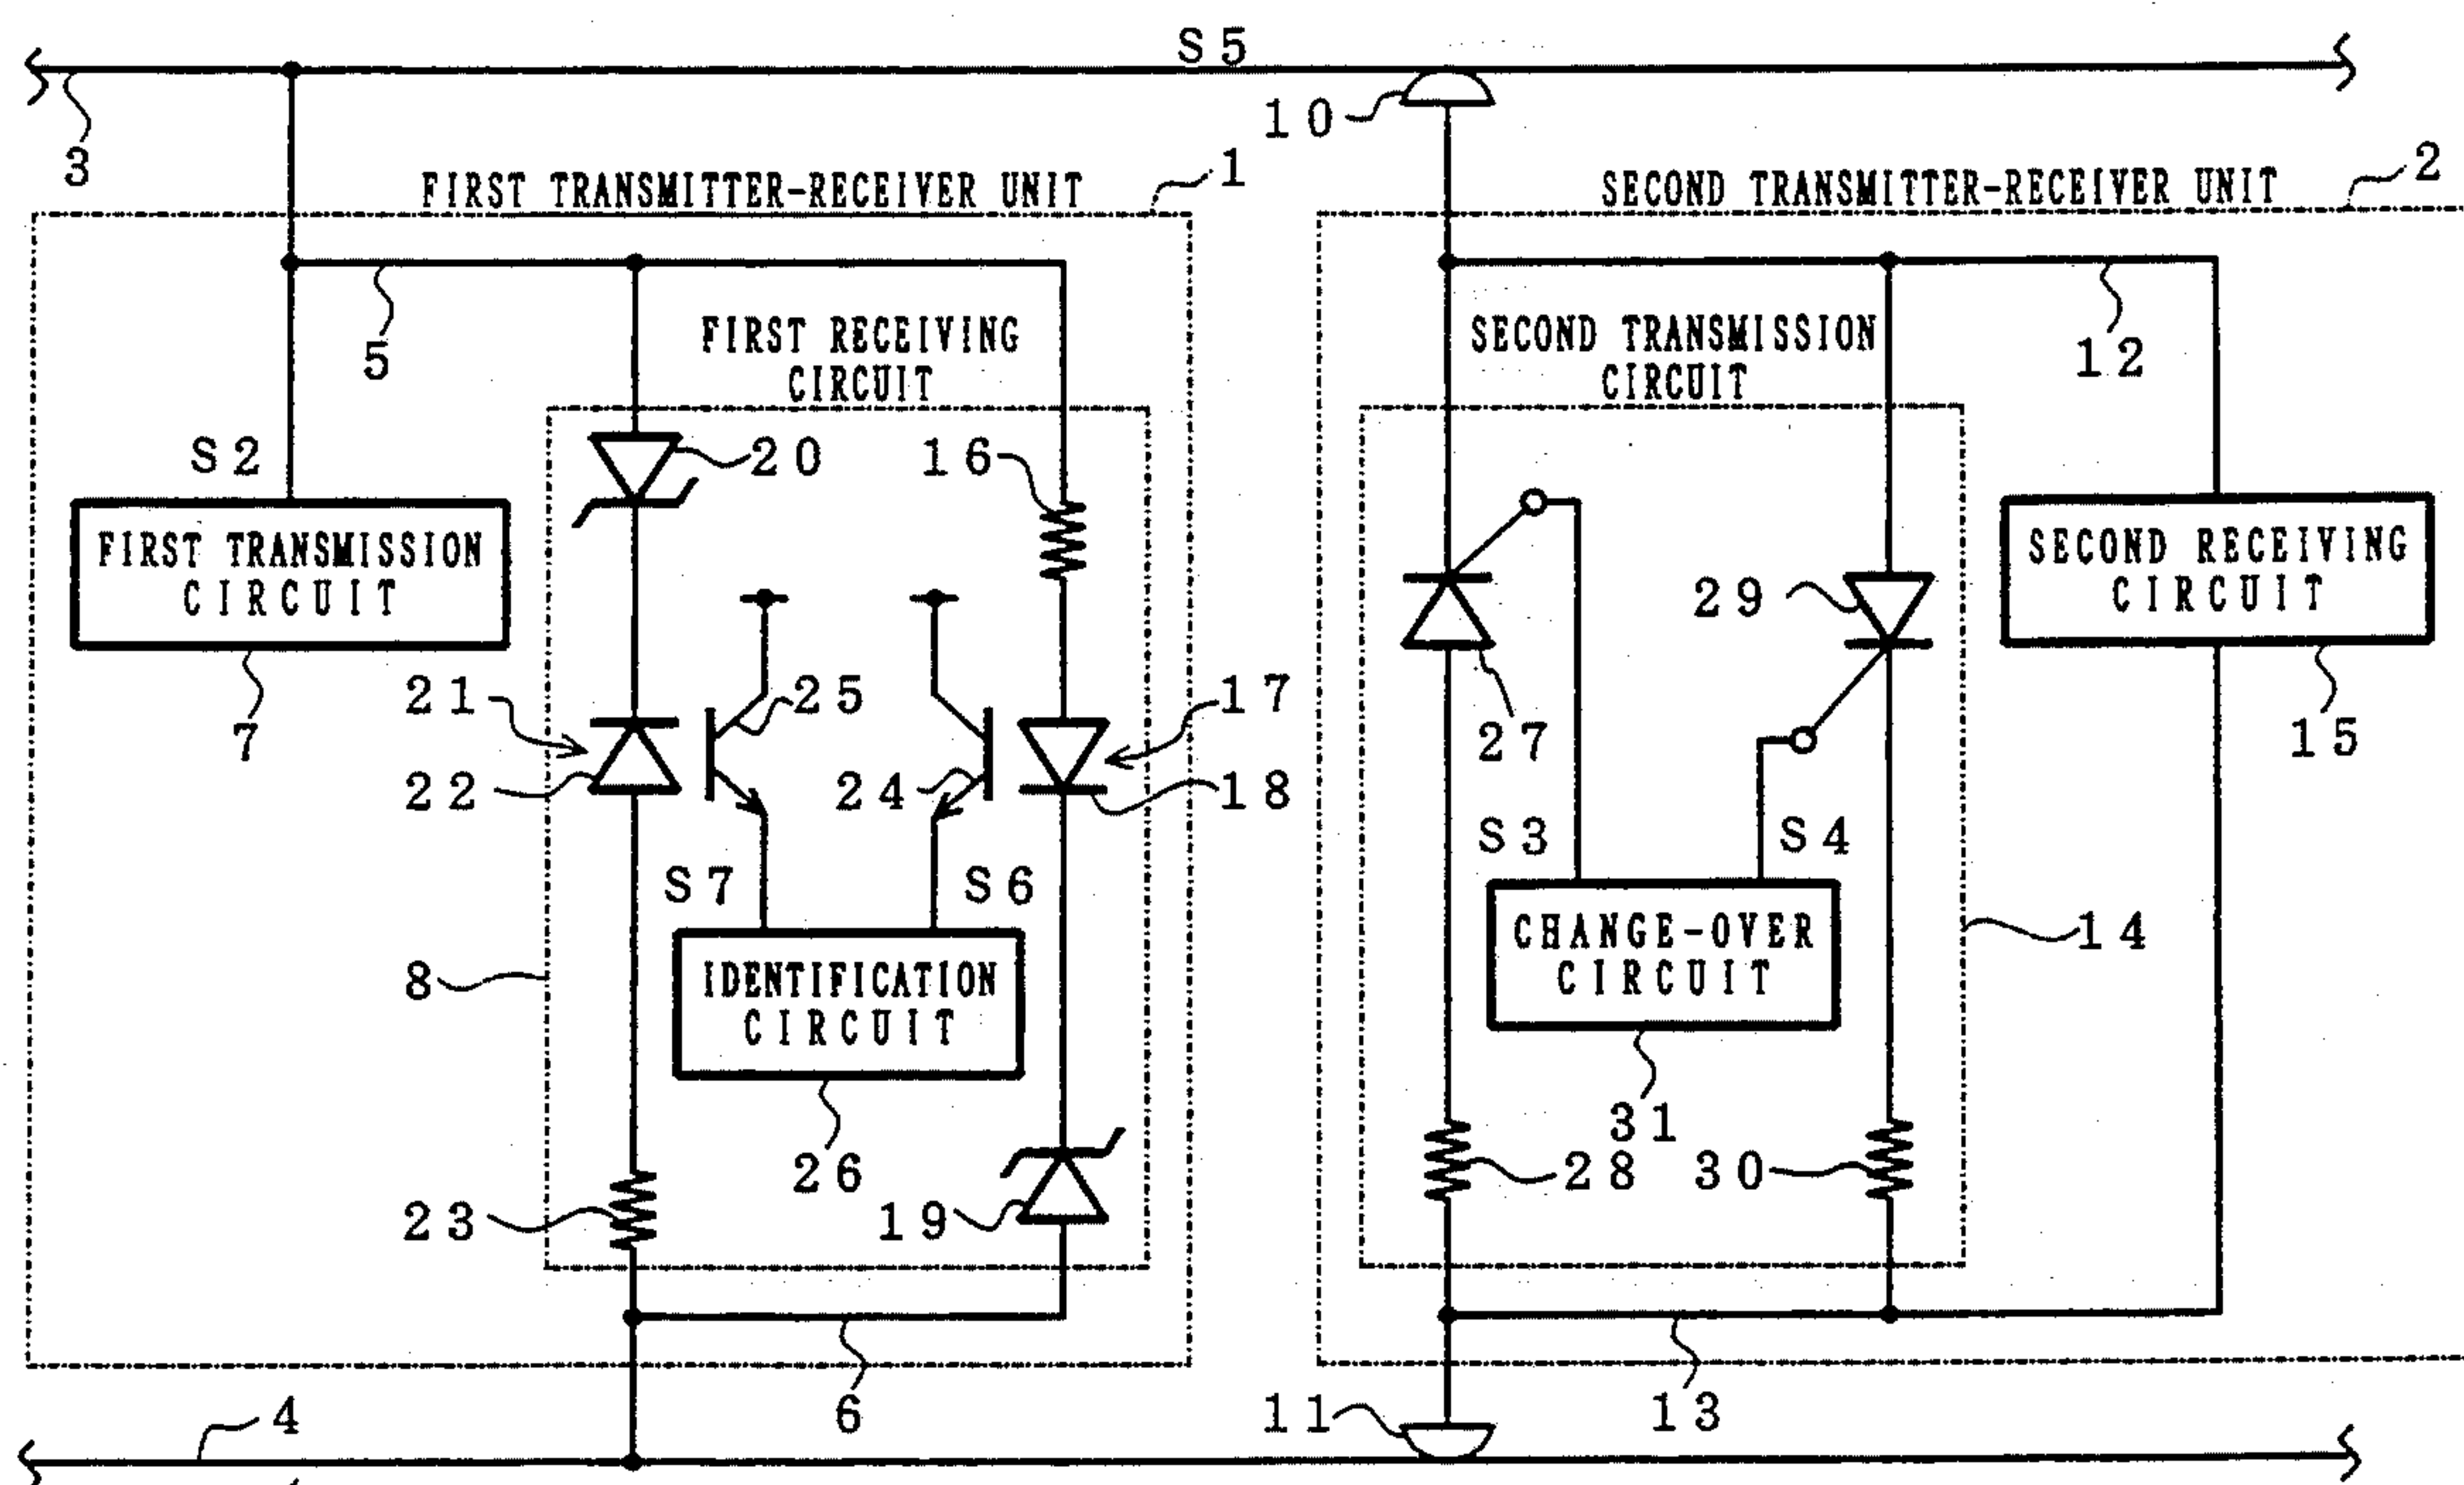 S5
10
3
FIRST TRANSMITTER-RECEIVER UNIT
1
SECOND TRANSMITTER-RECEIVER UNIT
2
5
FIRST RECEIVING
CIRCUIT
SECOND TRANSMISSION
CIRCUIT
12
S2
20
16
FIRST TRANSMISSION
CIRCUIT
7
29
SECOND RECEIVING
CIRCUIT
15
21
22
25
24
17
18
27
S7
S6
S3
S4
8
IDENTIFICATION
CIRCUIT
26
CHANGE-OVER
CIRCUIT
31
14
23
19
28
30
6
13
4
11